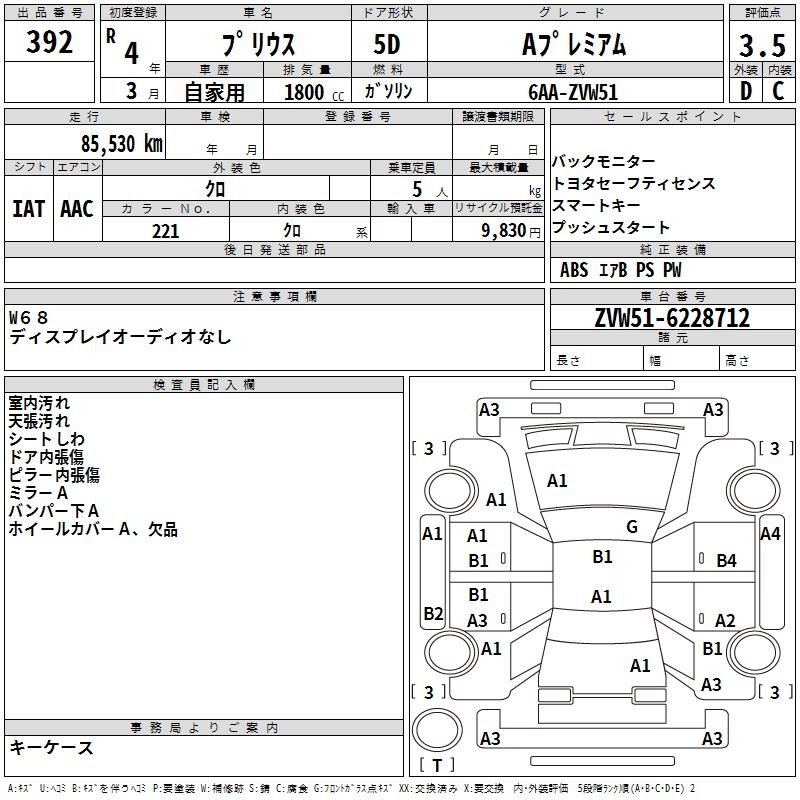 出品番号 初度登録 車名 ドア形状 グレード 評価点
392 R 4 年 ﾌﾟﾘｳｽ 5D Aﾌﾟﾚﾐｱﾑ 3.5
車歴 排気量 燃料 型式 外装 内装
3 月 自家用 1800 CC ｶﾞｿﾘﾝ 6AA-ZVW51 D C
走行 車検 登録番号 譲渡書類期限 セールスポイント
85,530 km 年 月 月 日
シフト エアコン 外装色 乗車定員 最大積載量
バックモニター
IAT AAC ｸﾛ 5 人 kg
トヨタセーフティセンス
カラーNo. 内装色 輸入車 リサイクル預託金
スマートキー
221 ｸﾛ 系 9,830 円
プッシュスタート
後日発送部品 純正装備
ABS ｴｱB PS PW
注意事項欄 車台番号
W68
ディスプレイオーディオなし
ZVW51-6228712
諸元
長さ 幅 高さ
検査員記入欄
室内汚れ
天張汚れ
シートしわ
ドア内張傷
ピラー内張傷
ミラーA
バンパー下A
ホイールカバーA、欠品
事務局よりご案内
キーケース
A3 A3
[ 3 ] [ 3 ]
A1
A1
G
A1 A1 A4
B1 B1 B4
B1 A1
B2 A3 A2
A1 B1
A1
A3
[ 3 ] [ 3 ]
A3 A3
[ T ]
A:ｷｽﾞ U:ﾍｺﾐ B:ｷｽﾞを伴うﾍｺﾐ P:要塗装 W:補修跡 S:錆 C:腐食 G:ﾌﾛﾝﾄｶﾞﾗｽ点ｷｽﾞ XX:交換済み X:要交換 内･外装評価 5段階ﾗﾝｸ順(A･B･C･D･E) 2